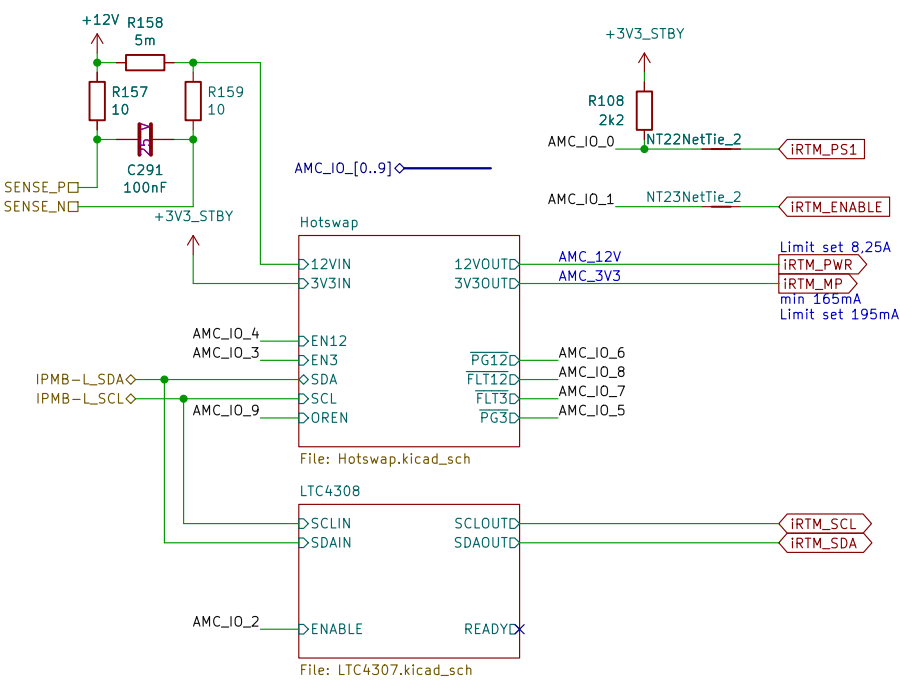 +12V
R158
5m
R157
10
R159
10
25V
C291
100nF
SENSE_P
SENSE_N
+3V3_STBY
+3V3_STBY
R108
2k2
AMC_IO_0
NT22NetTie_2
iRTM_PS1
AMC_IO_[0..9]
AMC_IO_1
NT23NetTie_2
iRTM_ENABLE
Hotswap
12VIN
3V3IN
12VOUT
3V3OUT
AMC_12V
AMC_3V3
Limit set 8,25A
iRTM_PWR
iRTM_MP
min 165mA
Limit set 195mA
AMC_IO_4
AMC_IO_3
IPMB-L_SDA
IPMB-L_SCL
AMC_IO_9
EN12
EN3
SDA
SCL
OREN
PG12
FLT12
FLT3
PG3
AMC_IO_6
AMC_IO_8
AMC_IO_7
AMC_IO_5
File: Hotswap.kicad_sch
LTC4308
SCLIN
SDAIN
SCLOUT
SDAOUT
iRTM_SCL
iRTM_SDA
AMC_IO_2
ENABLE
READY
File: LTC4307.kicad_sch